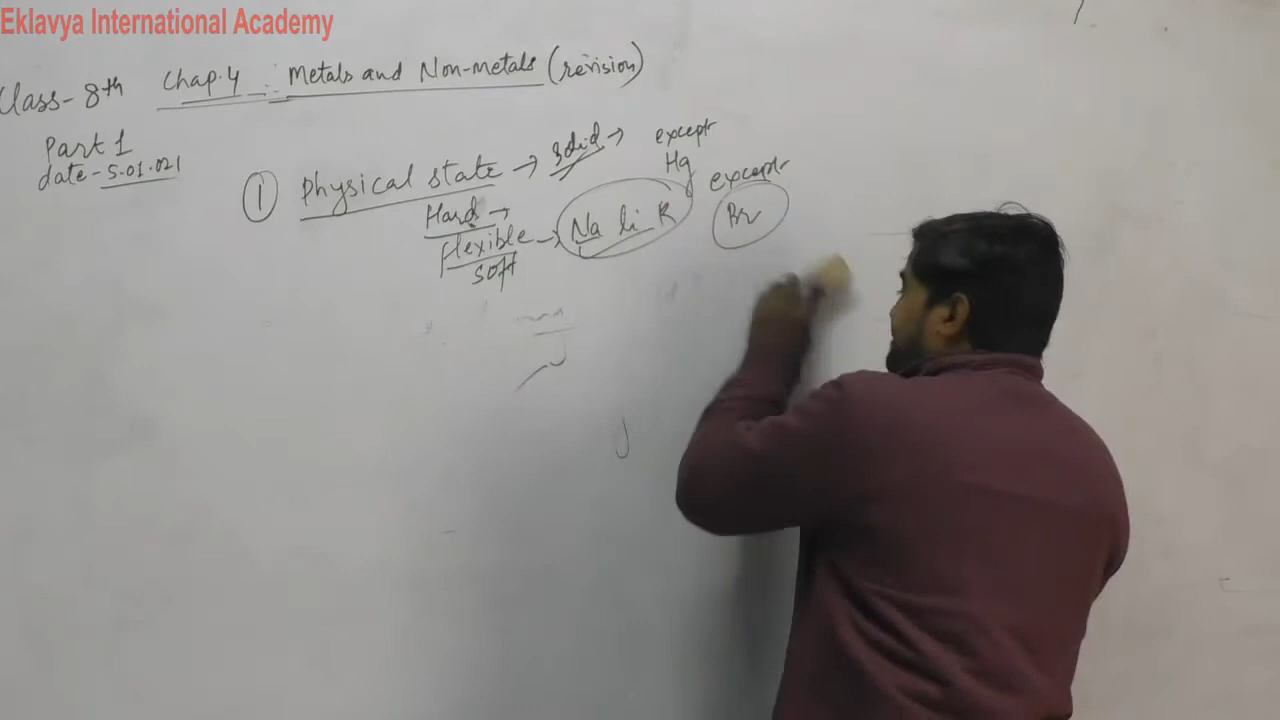 Eklavya International Academy
Class- 8th Chap.4 :- Metals and Non-metals (revision)
Part 1
date - 5.01.021
① Physical state → Solid → except
Hg
except
Hard →
flexible → Na li K
Br
soft